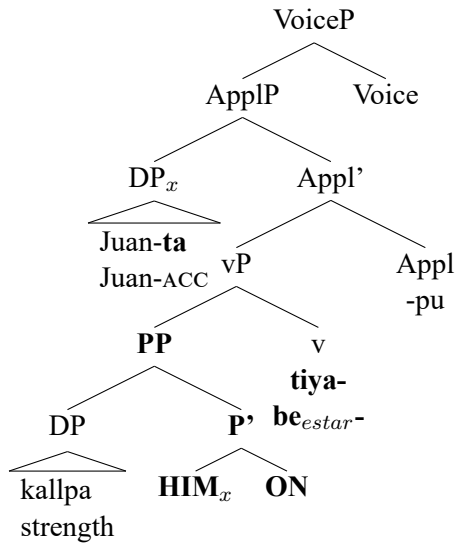 VoiceP
ApplP Voice
DPₓ Appl’
Juan-ta vP Appl
Juan-ACC -pu
PP v
tiya-
DP P’ be_estar-
kallpa HIMₓ ON
strength